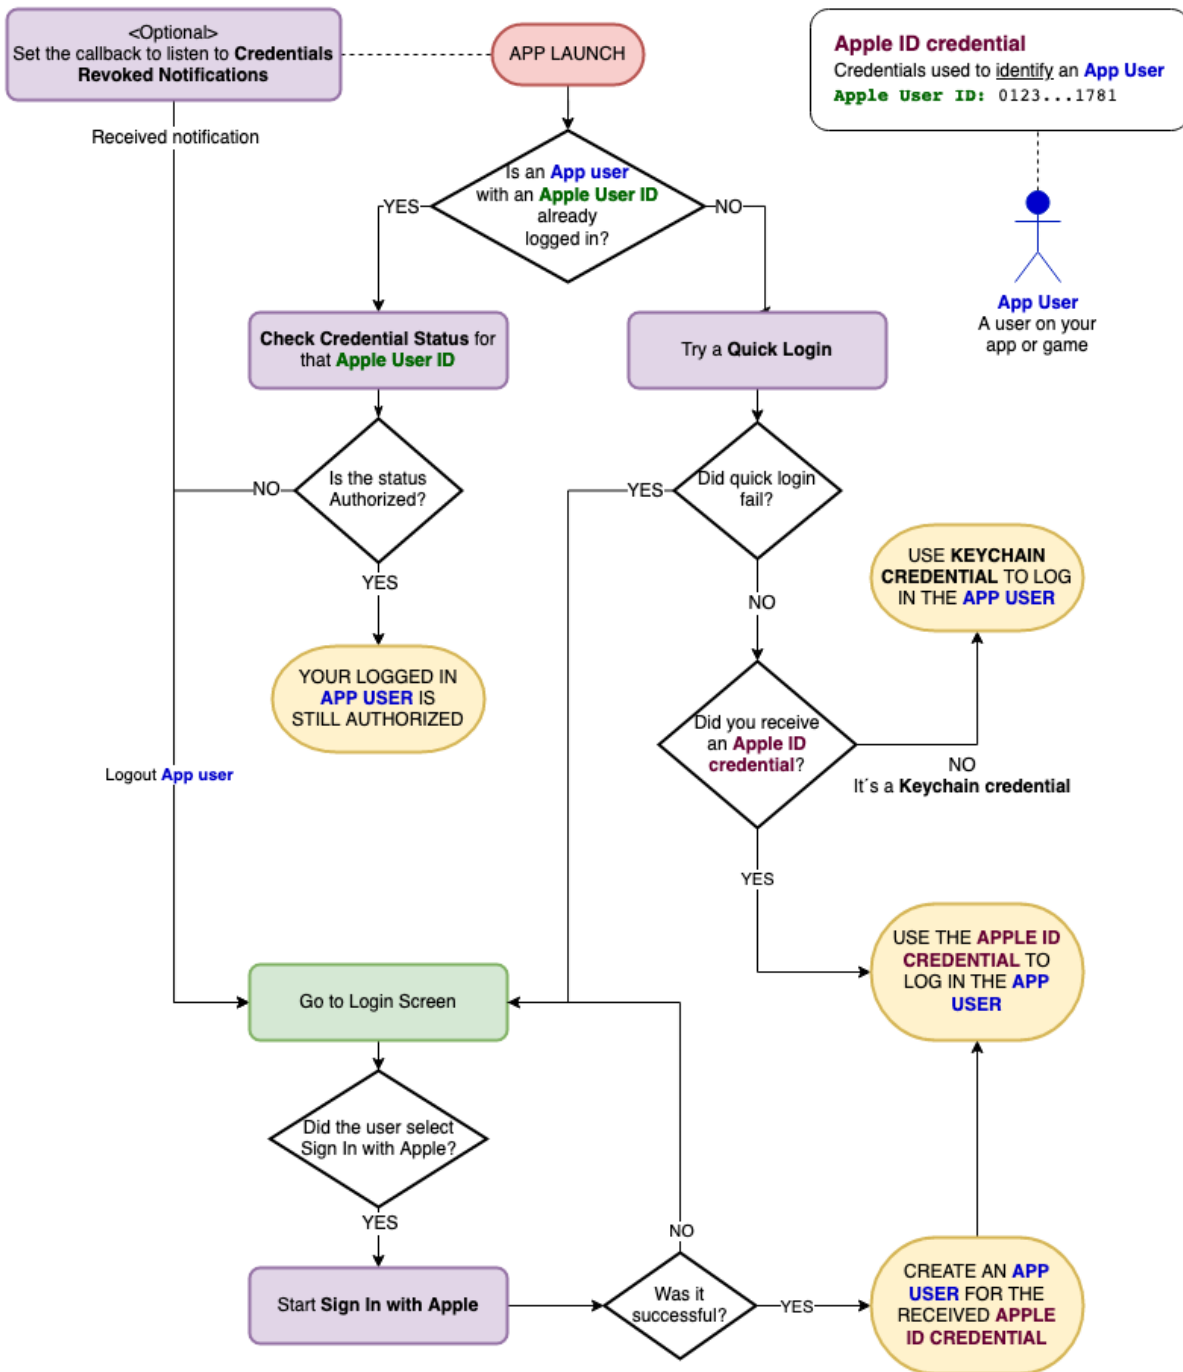 <Optional>
Set the callback to listen to Credentials
Revoked Notifications
APP LAUNCH
Apple ID credential
Credentials used to identify an App User
Apple User ID: 0123...1781
Received notification
Is an App user
with an Apple User ID
already
logged in?
YES
NO
App User
A user on your
app or game
Check Credential Status for
that Apple User ID
Try a Quick Login
Is the status
Authorized?
NO
YES
Did quick login
fail?
YES
NO
USE KEYCHAIN
CREDENTIAL TO LOG
IN THE APP USER
YOUR LOGGED IN
APP USER IS
STILL AUTHORIZED
Did you receive
an Apple ID
credential?
NO
It´s a Keychain credential
Logout App user
YES
USE THE APPLE ID
CREDENTIAL TO
LOG IN THE APP
USER
Go to Login Screen
Did the user select
Sign In with Apple?
YES
NO
Start Sign In with Apple
Was it
successful?
YES
CREATE AN APP
USER FOR THE
RECEIVED APPLE
ID CREDENTIAL